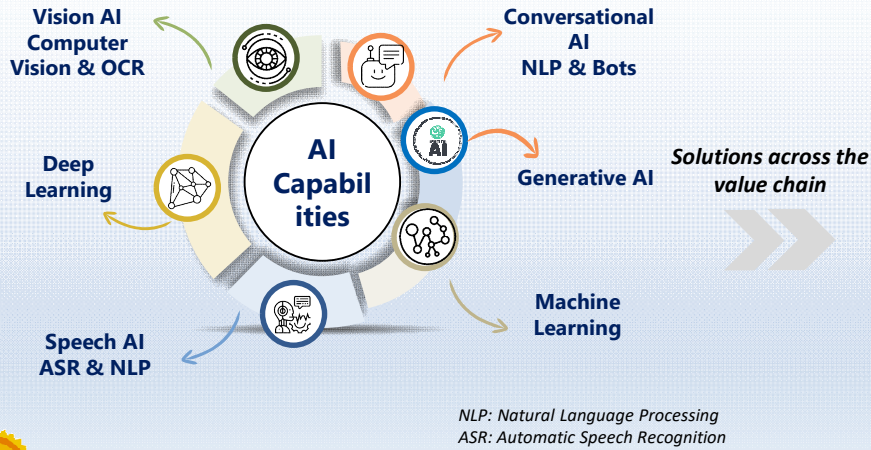 Vision AI
Computer
Vision & OCR
Conversational
AI
NLP & Bots
AI
Capabil
ities
AI
Deep
Learning
Generative AI
Solutions across the
value chain
Machine
Learning
Speech AI
ASR & NLP
NLP: Natural Language Processing
ASR: Automatic Speech Recognition